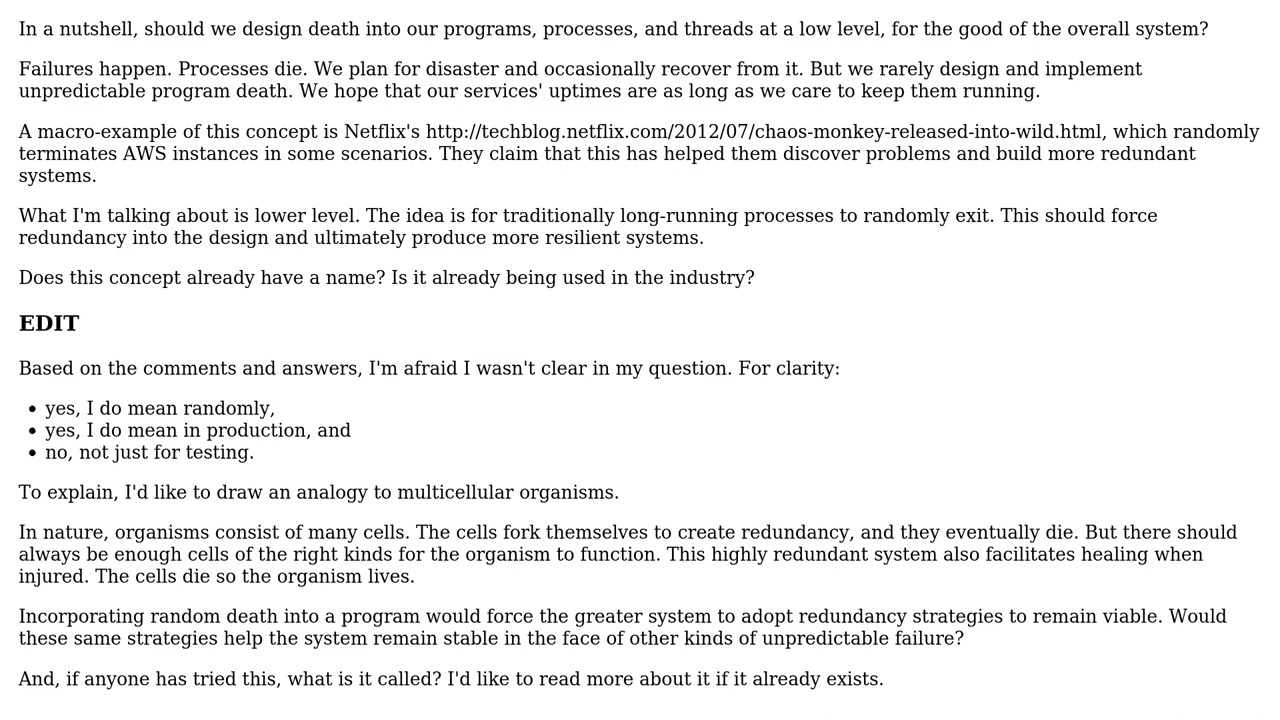 In a nutshell, should we design death into our programs, processes, and threads at a low level, for the good of the overall system?
Failures happen. Processes die. We plan for disaster and occasionally recover from it. But we rarely design and implement
unpredictable program death. We hope that our services' uptimes are as long as we care to keep them running.
A macro-example of this concept is Netflix's http://techblog.netflix.com/2012/07/chaos-monkey-released-into-wild.html, which randomly
terminates AWS instances in some scenarios. They claim that this has helped them discover problems and build more redundant
systems.
What I'm talking about is lower level. The idea is for traditionally long-running processes to randomly exit. This should force
redundancy into the design and ultimately produce more resilient systems.
Does this concept already have a name? Is it already being used in the industry?
EDIT
Based on the comments and answers, I'm afraid I wasn't clear in my question. For clarity:
• yes, I do mean randomly,
• yes, I do mean in production, and
• no, not just for testing.
To explain, I'd like to draw an analogy to multicellular organisms.
In nature, organisms consist of many cells. The cells fork themselves to create redundancy, and they eventually die. But there should
always be enough cells of the right kinds for the organism to function. This highly redundant system also facilitates healing when
injured. The cells die so the organism lives.
Incorporating random death into a program would force the greater system to adopt redundancy strategies to remain viable. Would
these same strategies help the system remain stable in the face of other kinds of unpredictable failure?
And, if anyone has tried this, what is it called? I'd like to read more about it if it already exists.